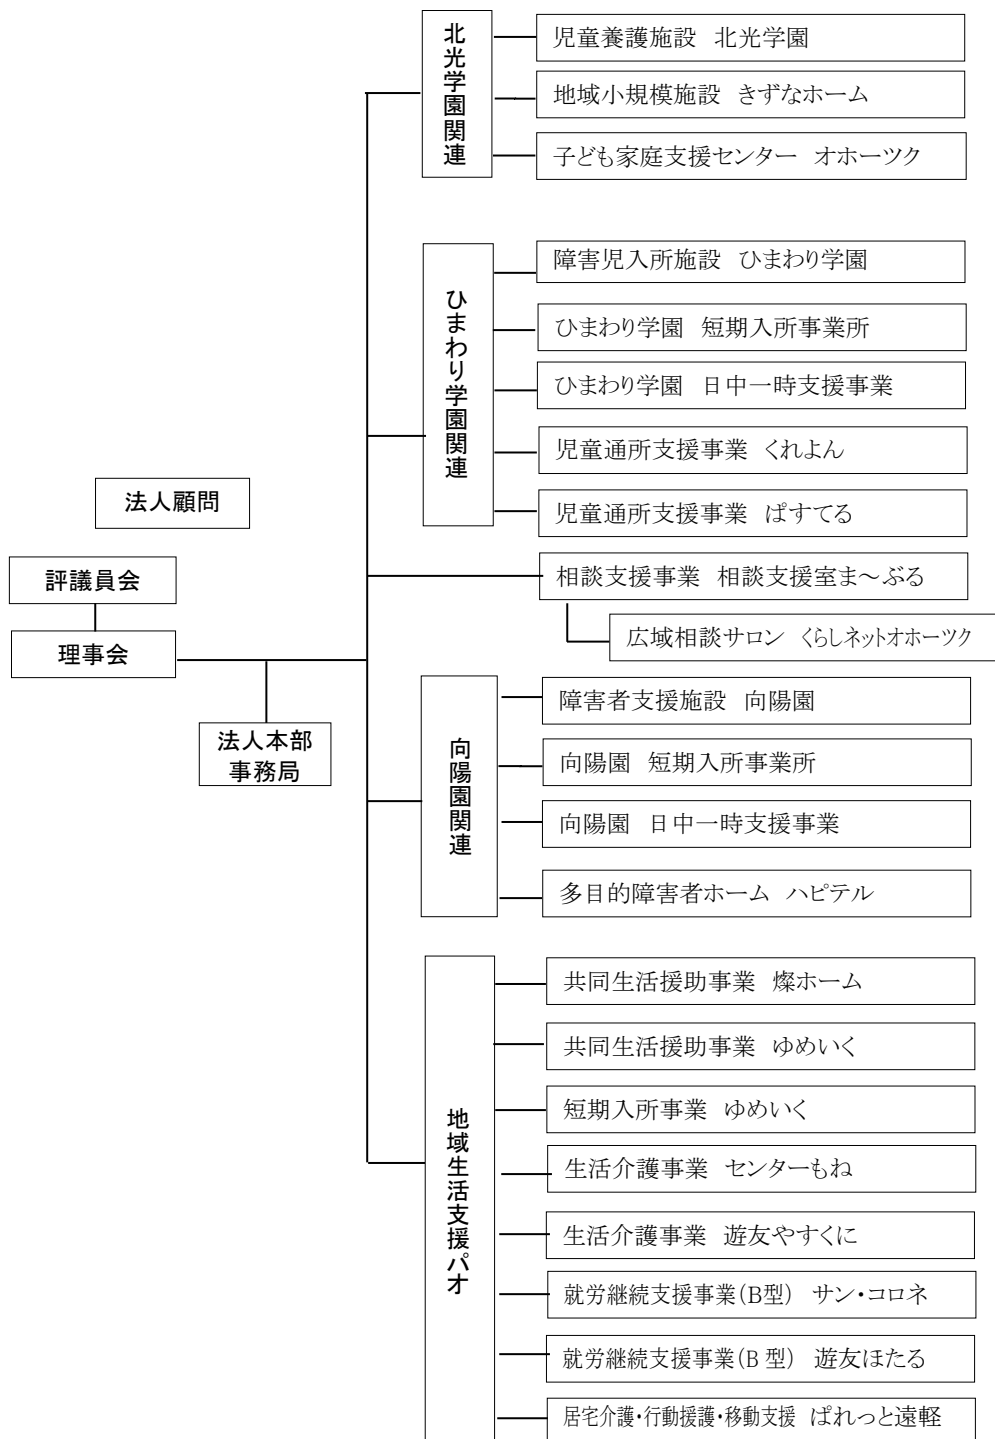 北光学園関連
児童養護施設　北光学園
地域小規模施設　きずなホーム
子ども家庭支援センター　オホーツク
ひまわり学園関連
障害児入所施設　ひまわり学園
ひまわり学園　短期入所事業所
ひまわり学園　日中一時支援事業
児童通所支援事業　くれよん
児童通所支援事業　ぱすてる
法人顧問
評議員会
理事会
法人本部
事務局
相談支援事業　相談支援室ま～ぶる
広域相談サロン　くらしネットオホーツク
向陽園関連
障害者支援施設　向陽園
向陽園　短期入所事業所
向陽園　日中一時支援事業
多目的障害者ホーム　ハピテル
地域生活支援パオ
共同生活援助事業　燦ホーム
共同生活援助事業　ゆめいく
短期入所事業　ゆめいく
生活介護事業　センターもね
生活介護事業　遊友やすくに
就労継続支援事業(B型)　サン・コロネ
就労継続支援事業(B 型)　遊友ほたる
居宅介護・行動援護・移動支援　ぱれっと遠軽